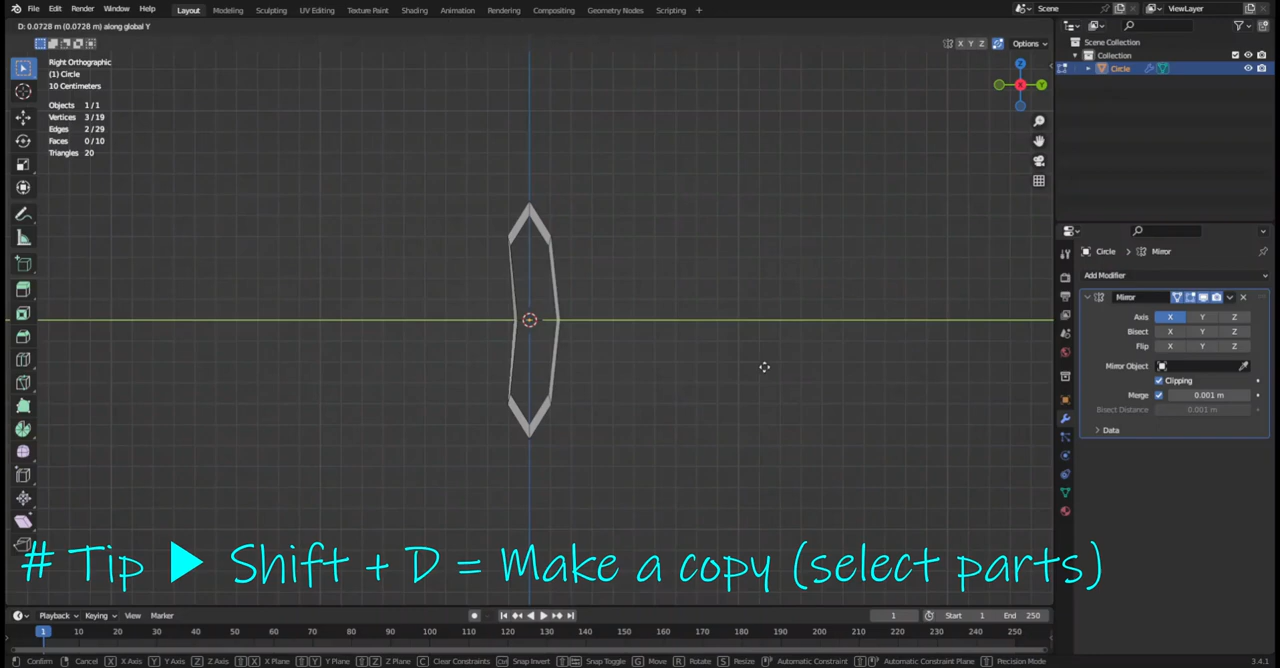 File Edit Render Window Help Layout Modeling Sculpting UV Editing Texture Paint Shading Animation Rendering Compositing Geometry Nodes Scripting + Scene ViewLayer
D: 0.0728 m (0.0728 m) along global Y
X Y Z Options
Right Orthographic
(1) Circle
10 Centimeters
Objects 1 / 1
Vertices 3 / 19
Edges 2 / 29
Faces 0 / 10
Triangles 20
Z
Y
Scene Collection
Collection
Circle
Circle > Mirror
Add Modifier
Mirror
Axis X Y Z
Bisect X Y Z
Flip X Y Z
Mirror Object
Clipping
Merge 0.001 m
Bisect Distance 0.001 m
Data
# Tip ▶ Shift + D = Make a copy (select parts)
Playback Keying View Marker 1 Start 1 End 250
1 10 20 30 40 50 60 70 80 90 100 110 120 130 140 150 160 170 180 190 200 210 220 230 240 250
Confirm Cancel X X Axis Y Y Axis Z Z Axis X X Plane Y Y Plane Z Z Plane C Clear Constraints Snap Invert Snap Toggle G Move R Rotate S Resize Automatic Constraint Automatic Constraint Plane Precision Mode 3.4.1